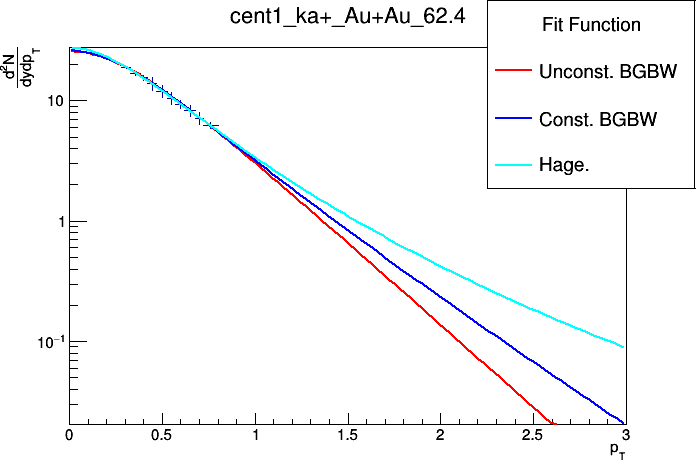 cent1_ka+_Au+Au_62.4
Fit Function
Unconst. BGBW
Const. BGBW
Hage.
d²N
dydp_T
10
1
10⁻¹
0 0.5 1 1.5 2 2.5 3
p_T